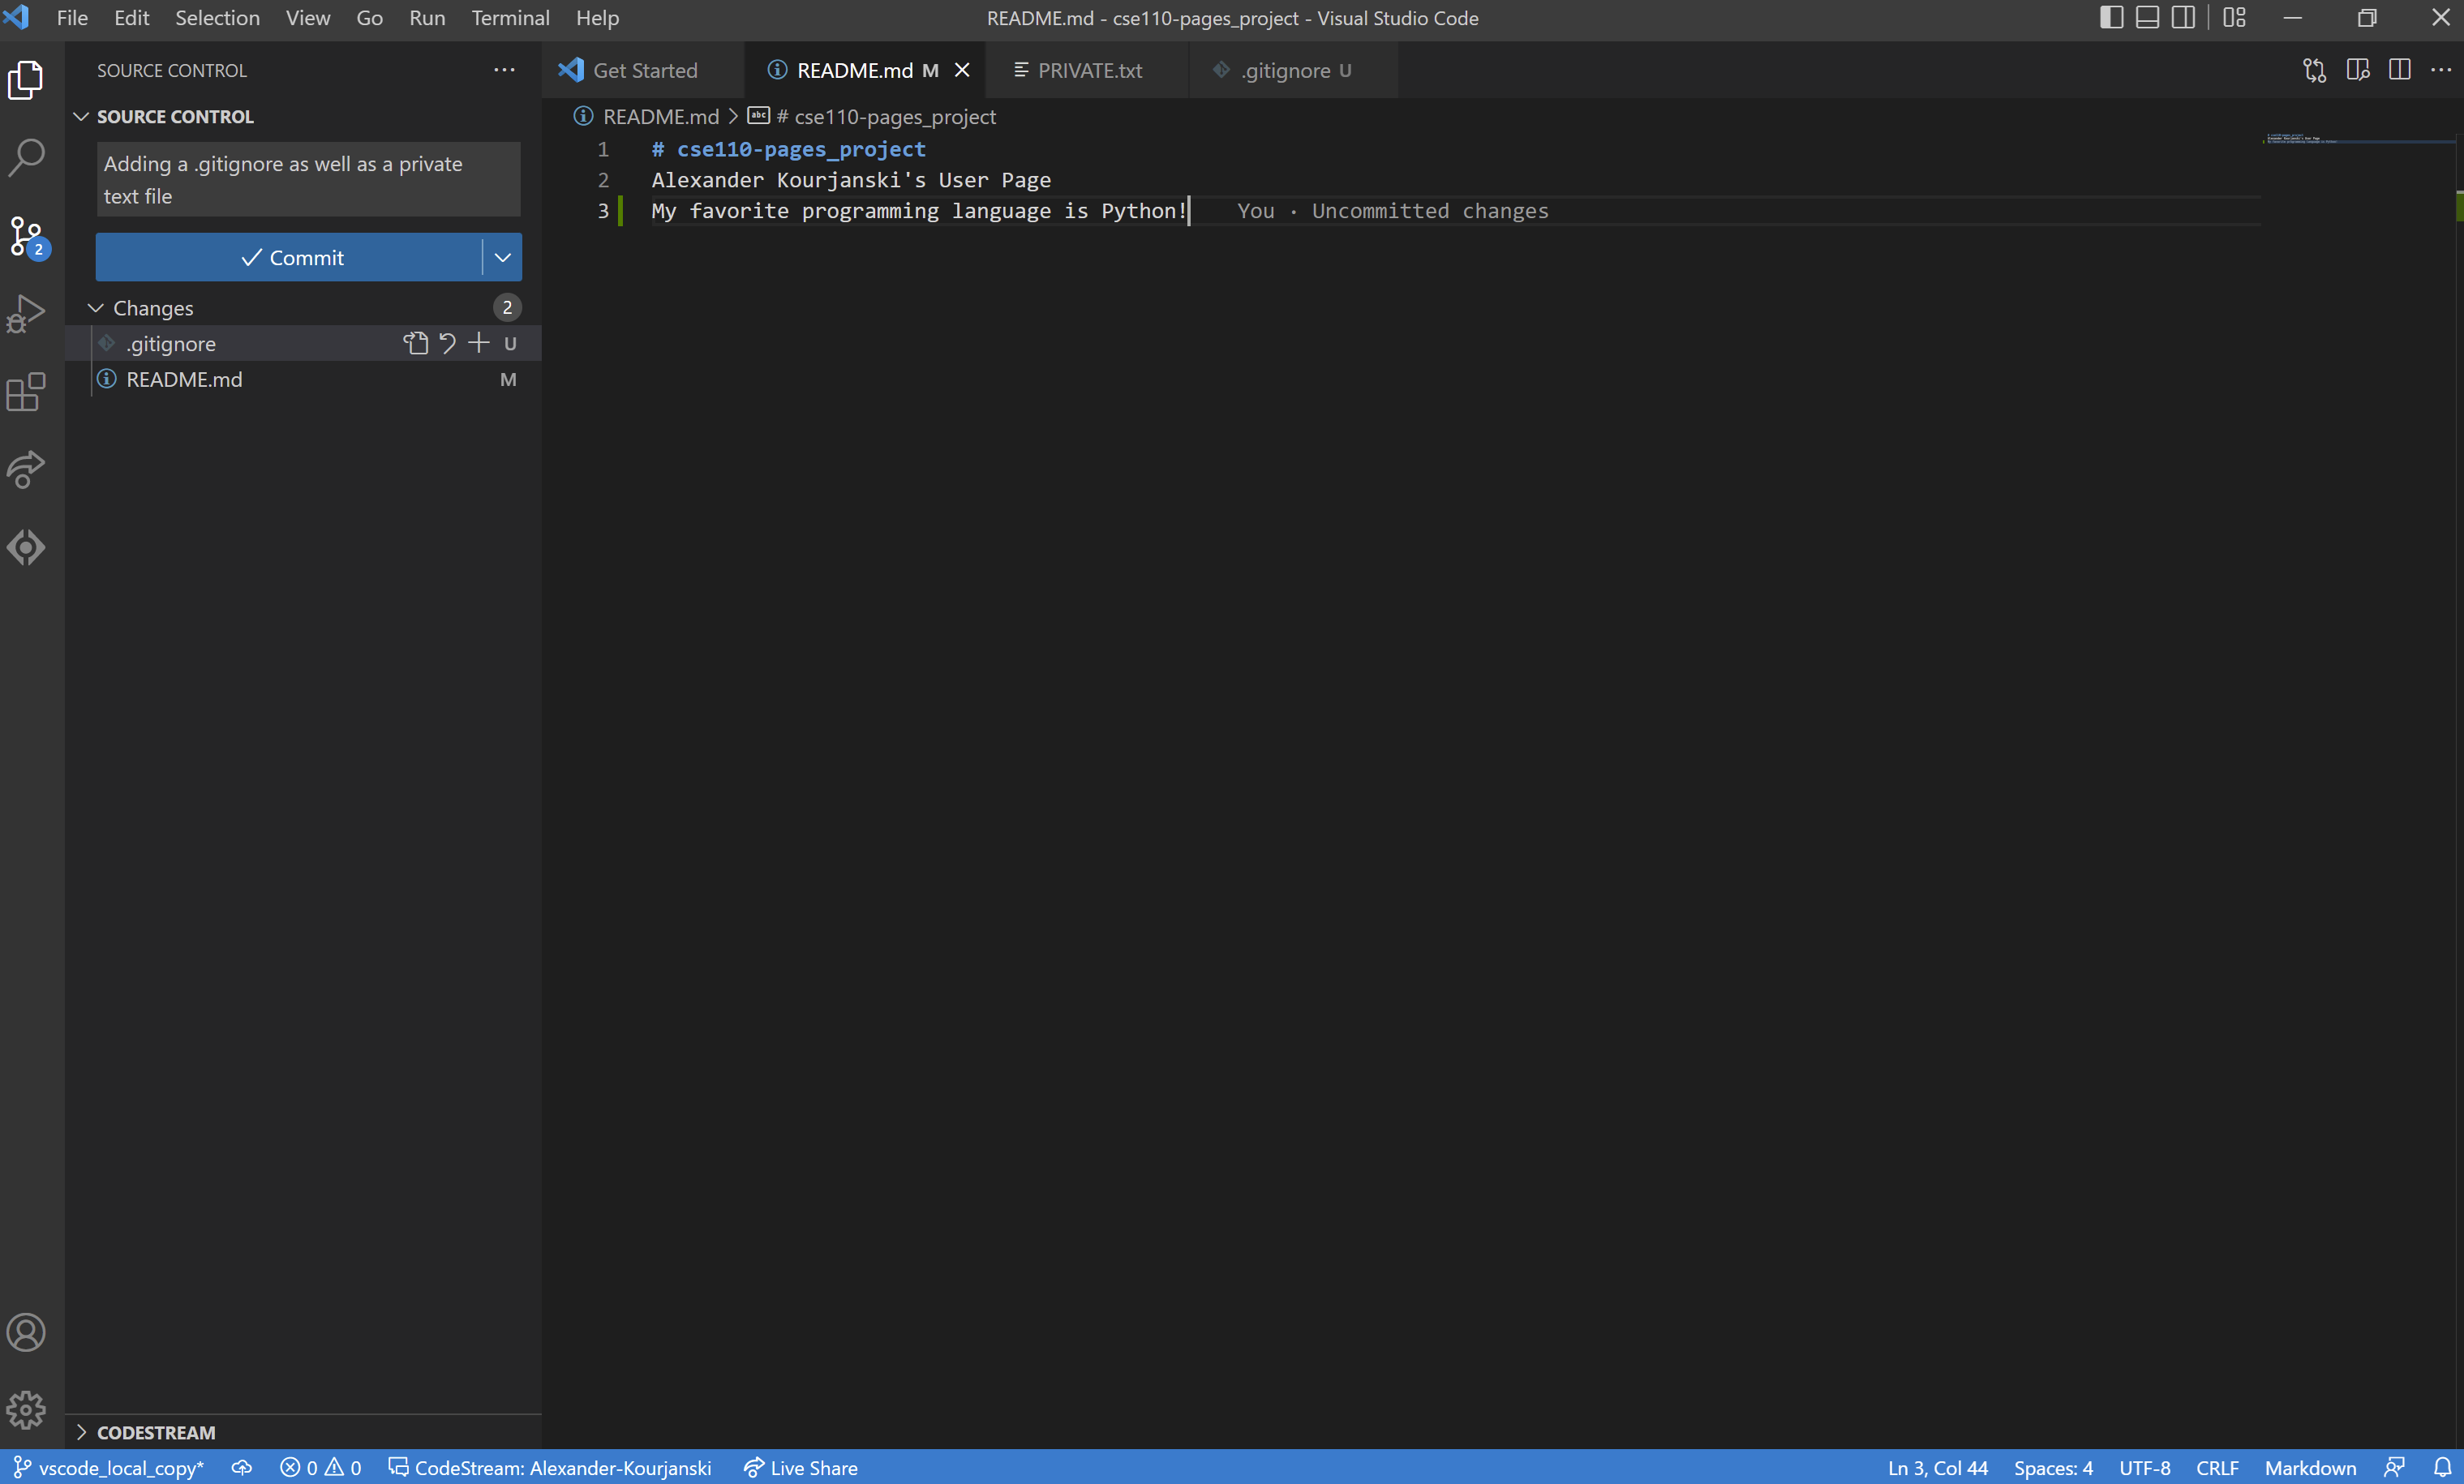 File Edit Selection View Go Run Terminal Help
README.md - cse110-pages_project - Visual Studio Code
SOURCE CONTROL
Get Started
README.md M
PRIVATE.txt
.gitignore U
SOURCE CONTROL
README.md > abc # cse110-pages_project
Adding a .gitignore as well as a private
text file
2
Commit
Changes 2
.gitignore U
README.md M
1 # cse110-pages_project
2 Alexander Kourjanski's User Page
3 My favorite programming language is Python! You · Uncommitted changes
CODESTREAM
vscode_local_copy* 0 0 CodeStream: Alexander-Kourjanski Live Share
Ln 3, Col 44 Spaces: 4 UTF-8 CRLF Markdown